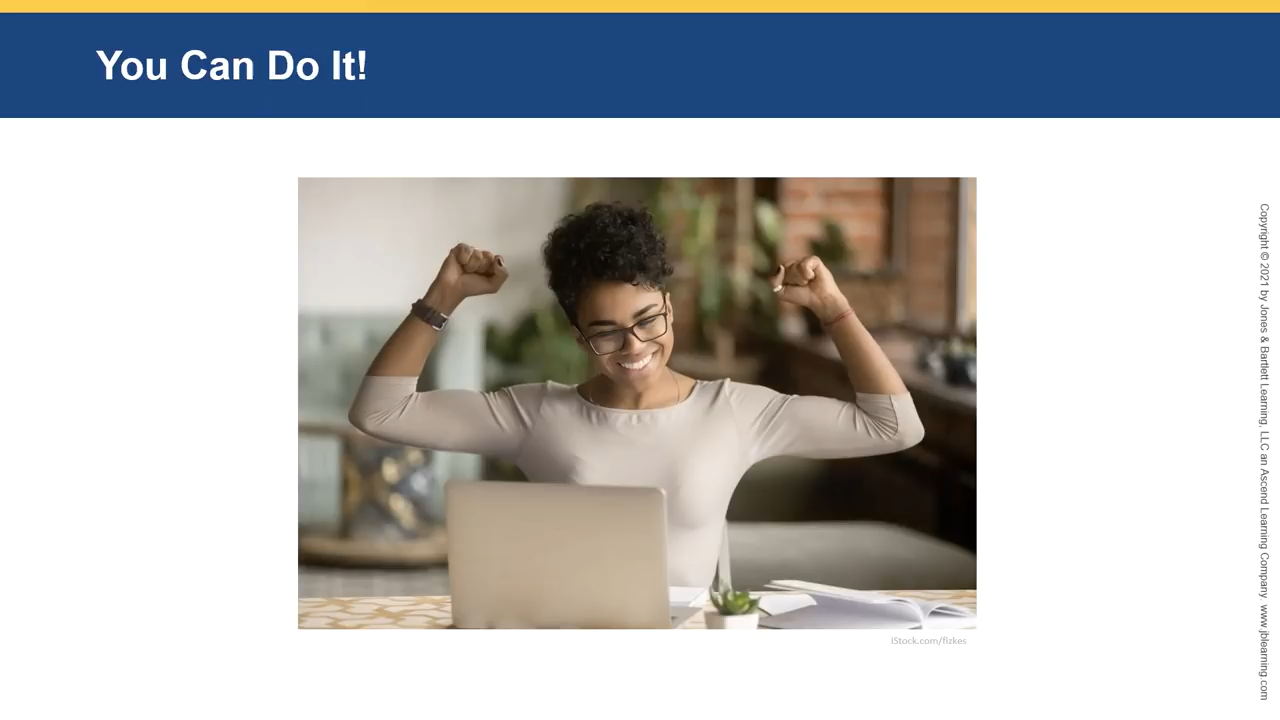 You Can Do It!
iStock.com/fizkes
Copyright © 2021 by Jones & Bartlett Learning, LLC an Ascend Learning Company  www.jblearning.com